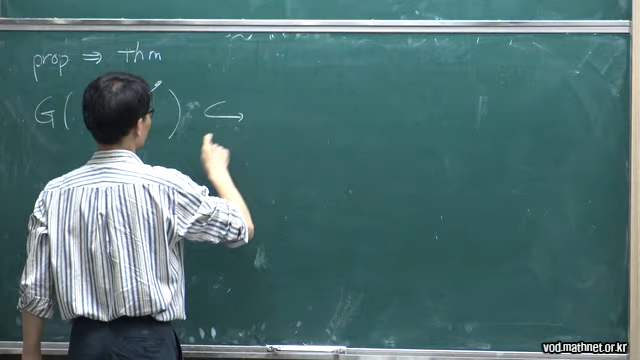 prop ⇒ Thm
G( ) ↪
vod.mathnet.or.kr